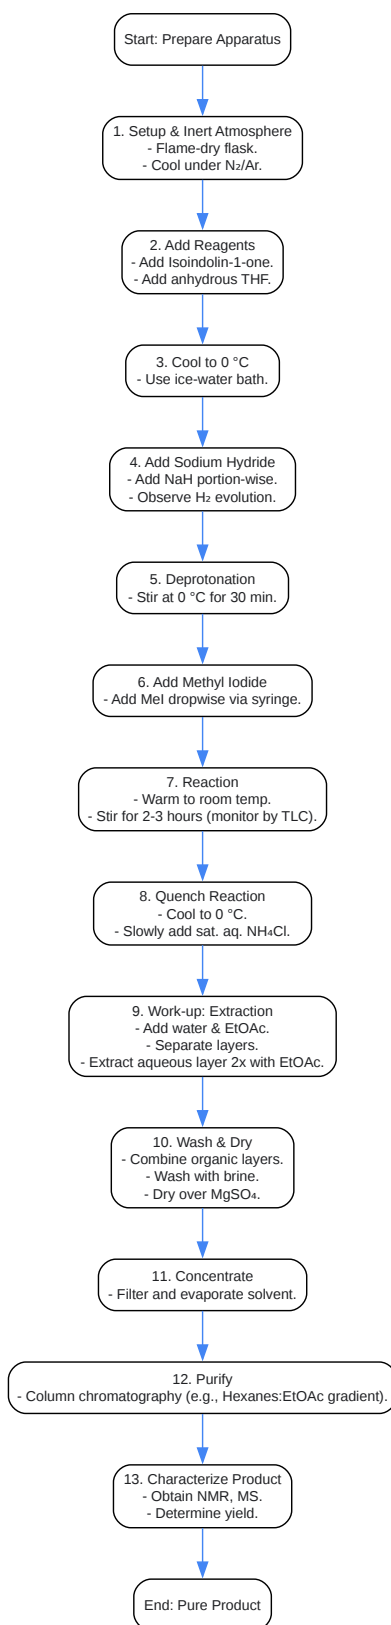 Start: Prepare Apparatus
1. Setup & Inert Atmosphere
- Flame-dry flask.
- Cool under N₂/Ar.
2. Add Reagents
- Add Isoindolin-1-one.
- Add anhydrous THF.
3. Cool to 0 °C
- Use ice-water bath.
4. Add Sodium Hydride
- Add NaH portion-wise.
- Observe H₂ evolution.
5. Deprotonation
- Stir at 0 °C for 30 min.
6. Add Methyl Iodide
- Add MeI dropwise via syringe.
7. Reaction
- Warm to room temp.
- Stir for 2-3 hours (monitor by TLC).
8. Quench Reaction
- Cool to 0 °C.
- Slowly add sat. aq. NH₄Cl.
9. Work-up: Extraction
- Add water & EtOAc.
- Separate layers.
- Extract aqueous layer 2x with EtOAc.
10. Wash & Dry
- Combine organic layers.
- Wash with brine.
- Dry over MgSO₄.
11. Concentrate
- Filter and evaporate solvent.
12. Purify
- Column chromatography (e.g., Hexanes:EtOAc gradient).
13. Characterize Product
- Obtain NMR, MS.
- Determine yield.
End: Pure Product